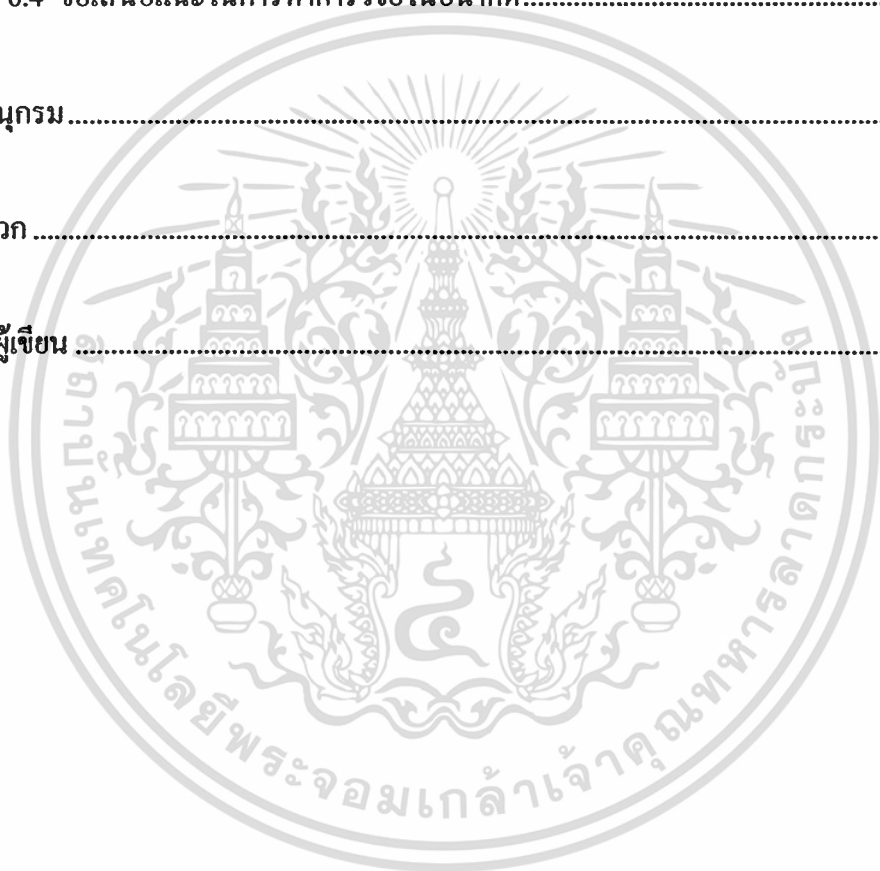 นุกรม
วก
ผู้เขียน
สถาบันเทคโนโลยีพระจอมเกล้าเจ้าคุณทหารลาดกระบัง